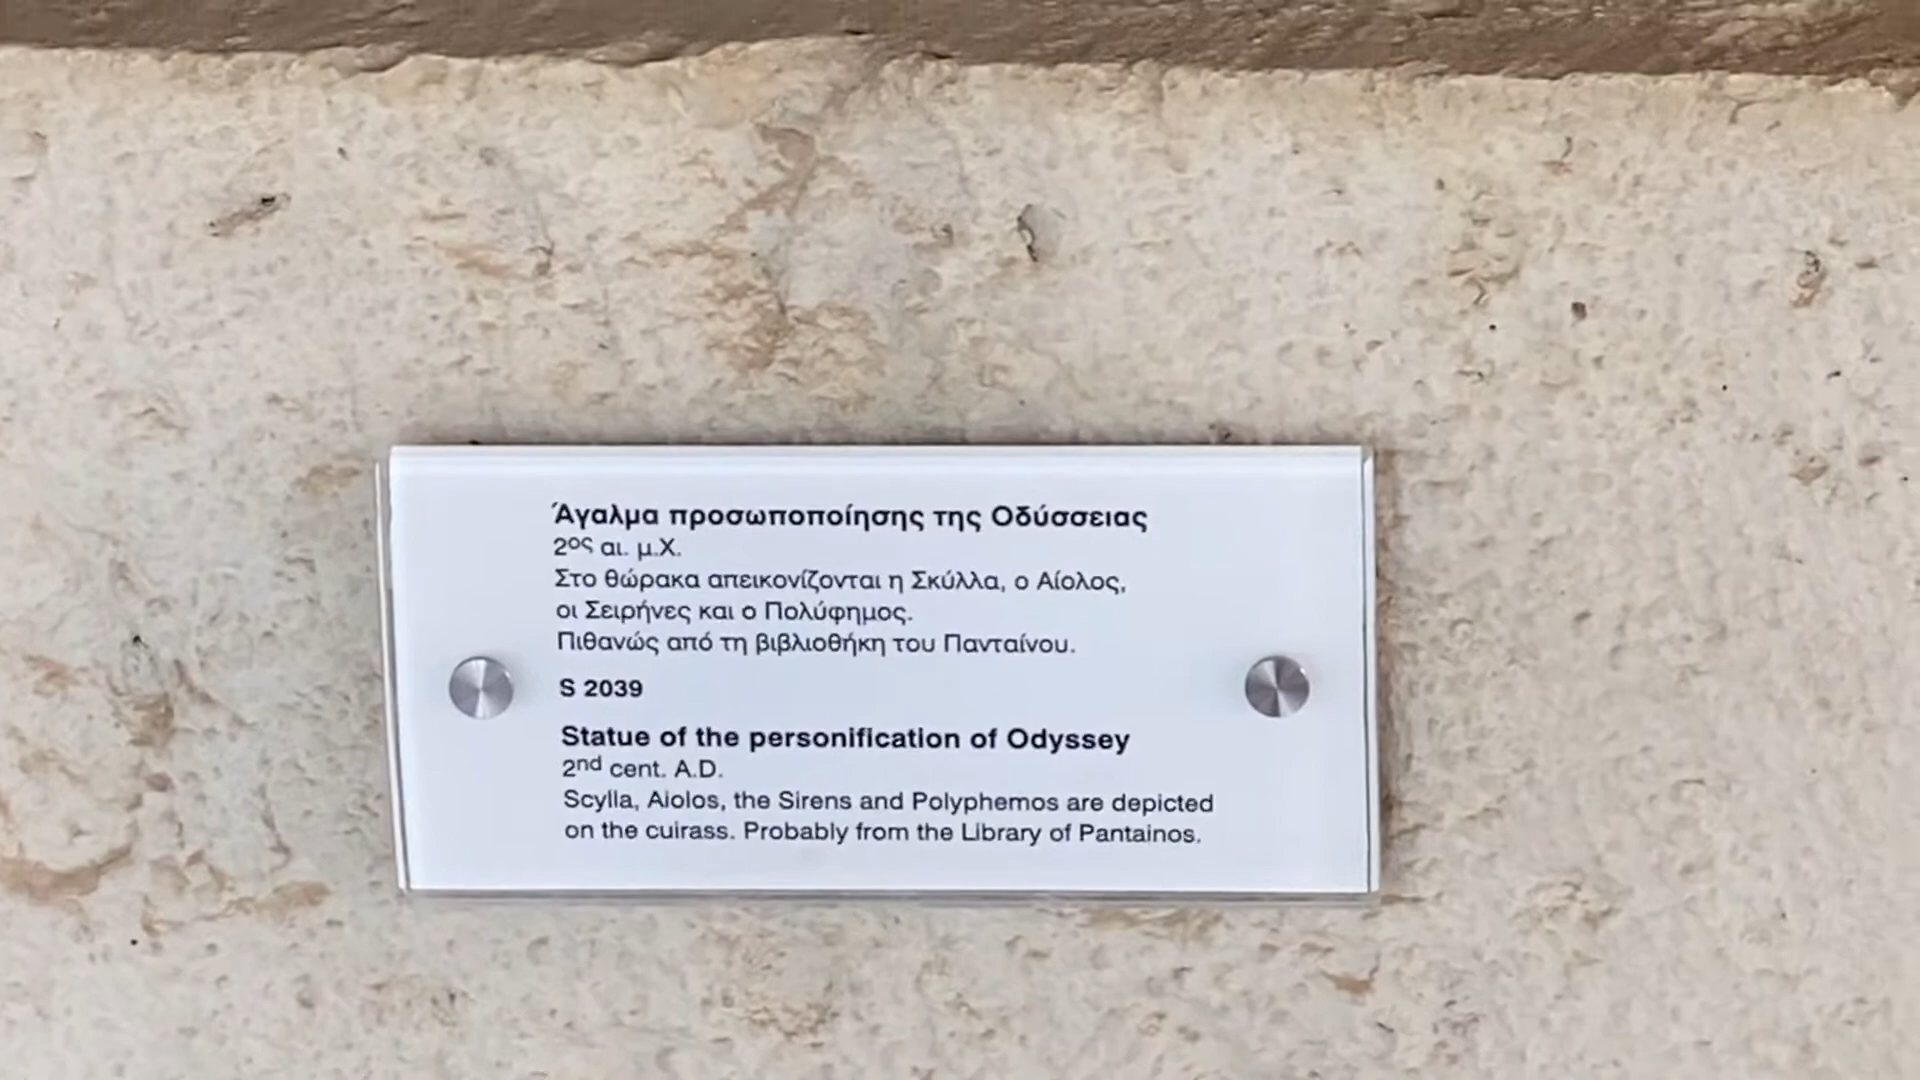 Άγαλμα προσωποποίησης της Οδύσσειας
2ος αι. μ.Χ.
Στο θώρακα απεικονίζονται η Σκύλλα, ο Αίολος,
οι Σειρήνες και ο Πολύφημος.
Πιθανώς από τη βιβλιοθήκη του Πανταίνου.
S 2039
Statue of the personification of Odyssey
2nd cent. A.D.
Scylla, Aiolos, the Sirens and Polyphemos are depicted
on the cuirass. Probably from the Library of Pantainos.